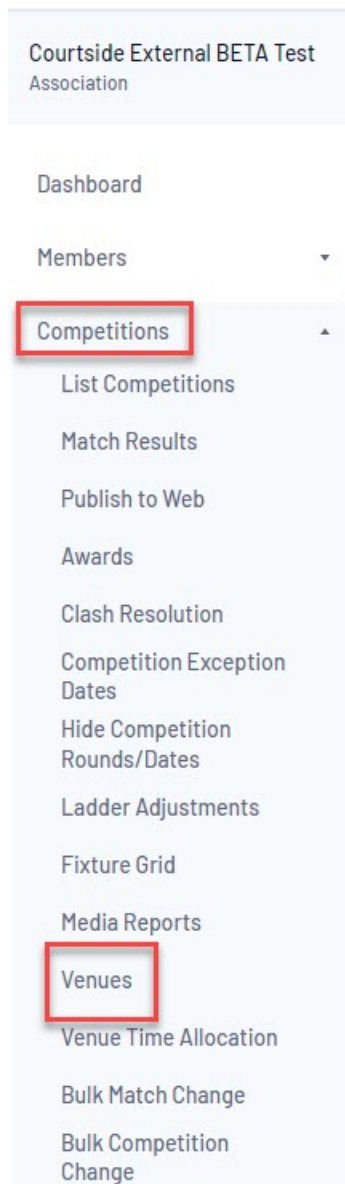 Courtside External BETA Test
Association
Dashboard
Members
Competitions
List Competitions
Match Results
Publish to Web
Awards
Clash Resolution
Competition Exception
Dates
Hide Competition
Rounds/Dates
Ladder Adjustments
Fixture Grid
Media Reports
Venues
Venue Time Allocation
Bulk Match Change
Bulk Competition
Change